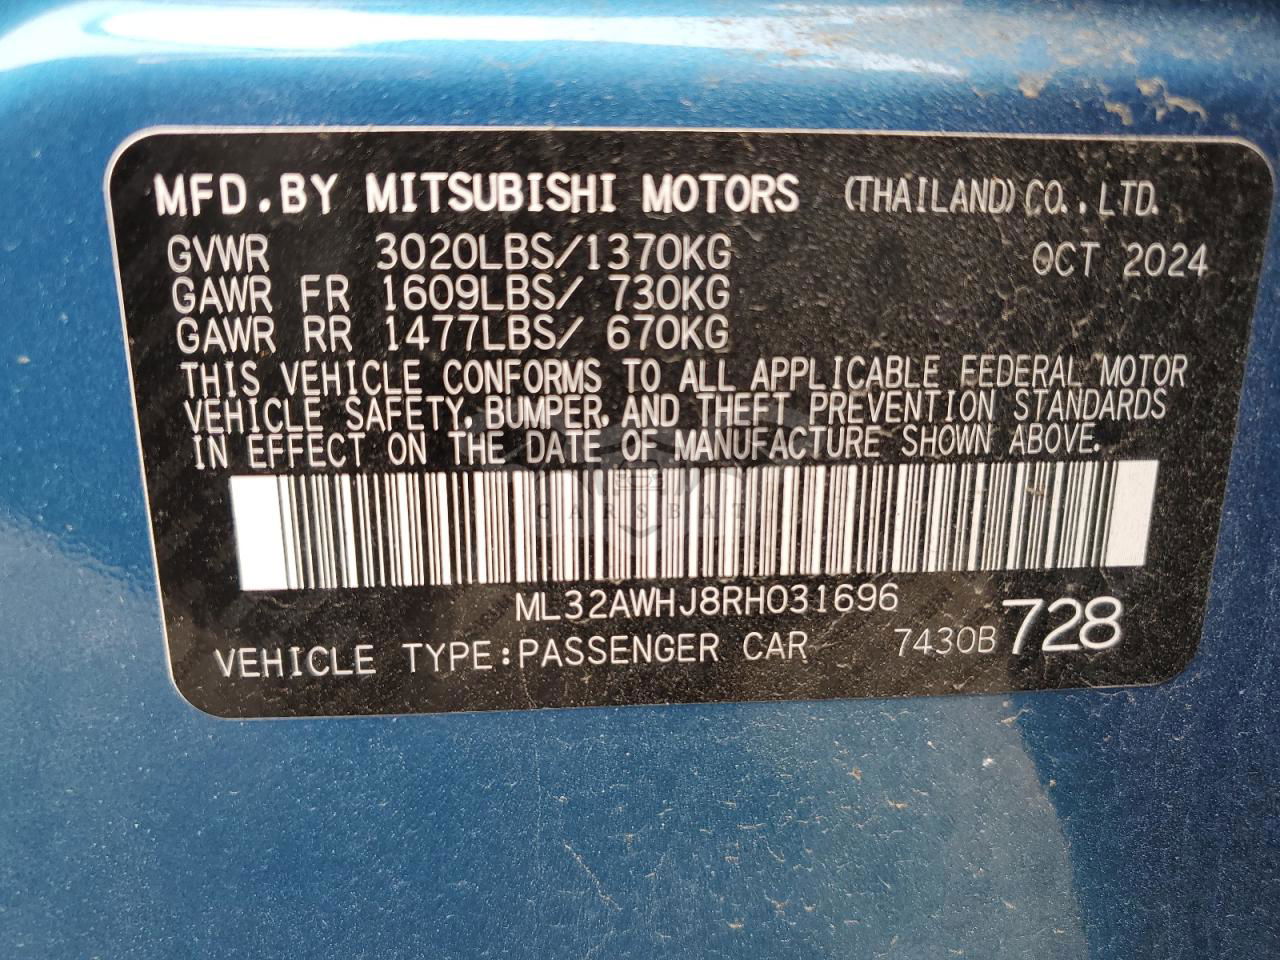 MFD.BY MITSUBISHI MOTORS (THAILAND) CO.,LTD.
GVWR 3020LBS/1370KG OCT 2024
GAWR FR 1609LBS/ 730KG
GAWR RR 1477LBS/ 670KG
THIS VEHICLE CONFORMS TO ALL APPLICABLE FEDERAL MOTOR
VEHICLE SAFETY, BUMPER, AND THEFT PREVENTION STANDARDS
IN EFFECT ON THE DATE OF MANUFACTURE SHOWN ABOVE.
CARSBAT
ML32AWHJ8RH031696
VEHICLE TYPE:PASSENGER CAR 7430B 728